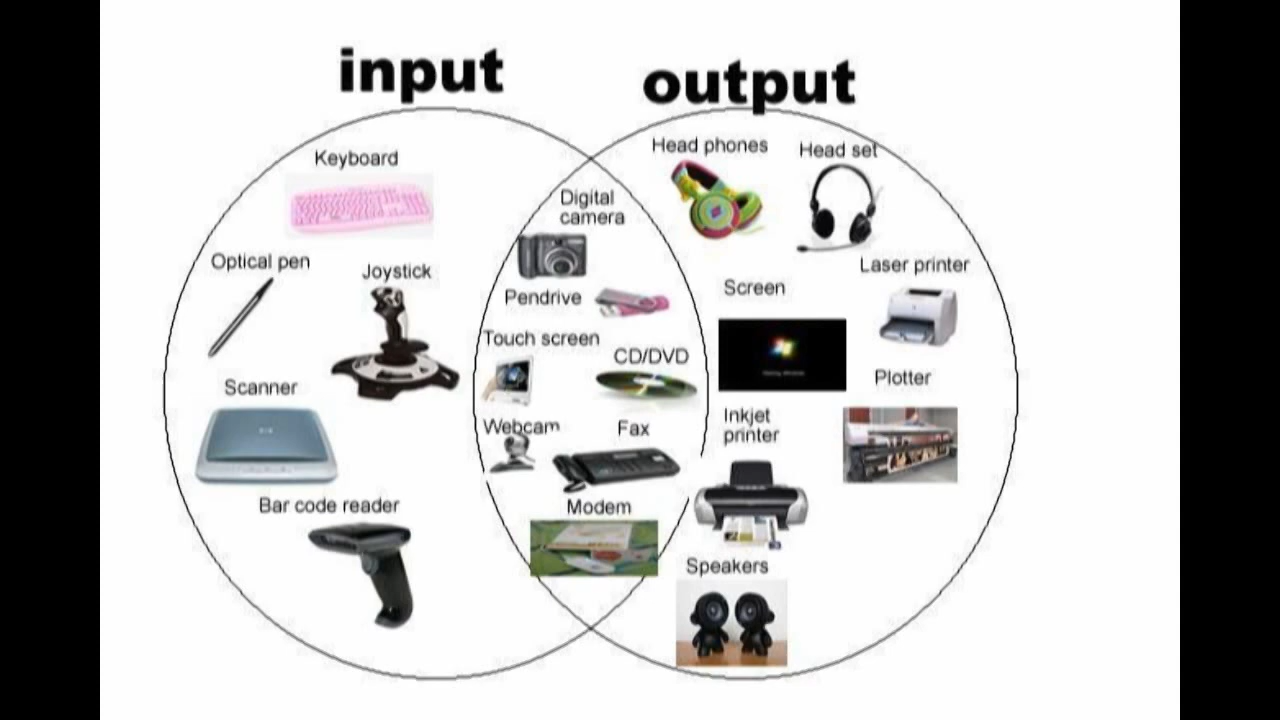 input
output
Keyboard
Head phones
Head set
Digital
camera
Optical pen
Joystick
Laser printer
Screen
Pendrive
Touch screen
CD/DVD
Scanner
Plotter
Webcam
Fax
Inkjet
printer
Bar code reader
Modem
Speakers